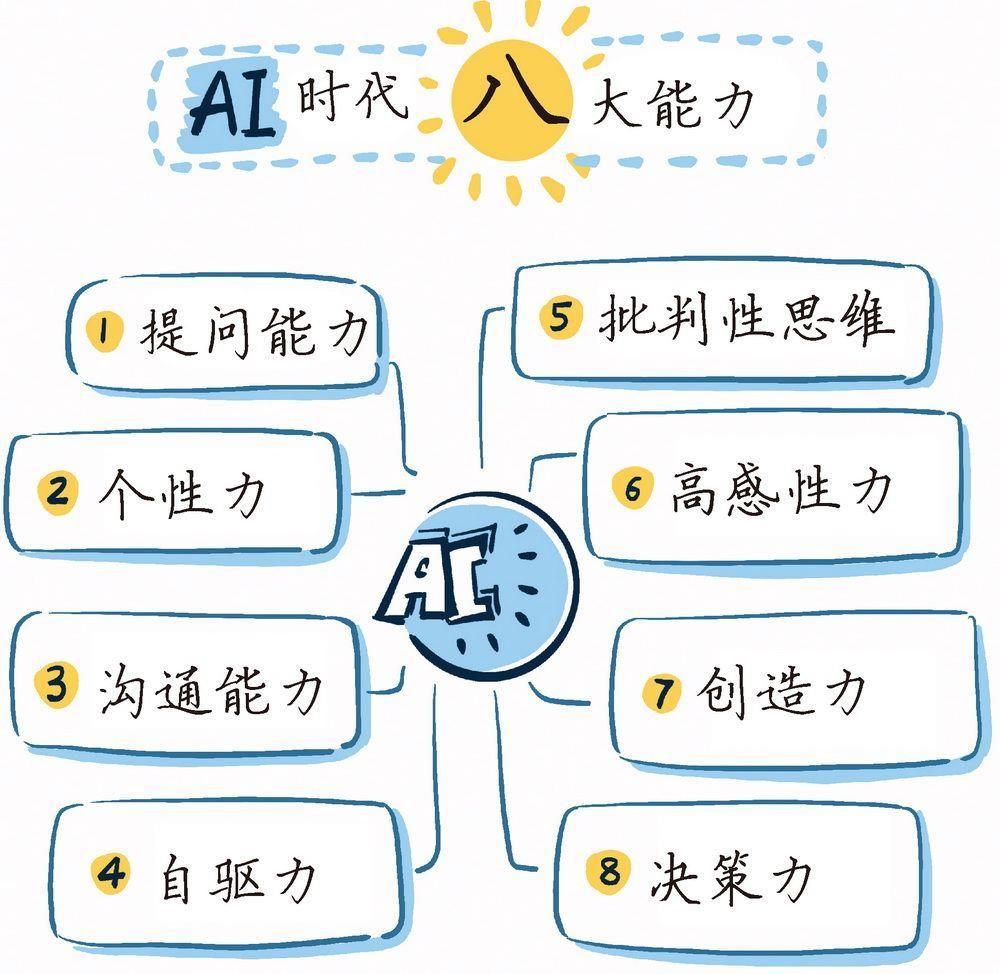 AI时代八大能力
1 提问能力
2 个性力
3 沟通能力
4 自驱力
5 批判性思维
6 高感性力
7 创造力
8 决策力
AI